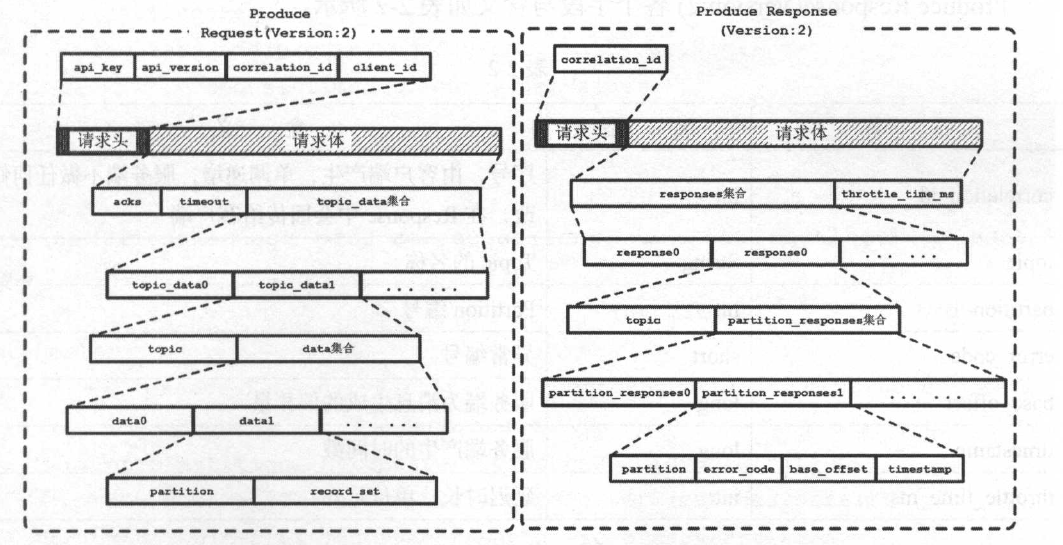 Produce
Request(Version:2)
api_key api_version correlation_id client_id
请求头 请求体
acks timeout topic_data集合
topic_data0 topic_data1
topic data集合
data0 data1
partition record_set
Produce Response
(Version:2)
correlation_id
请求头 请求体
responses集合 throttle_time_ms
response0 response0 ... ...
topic partition_responses集合
partition_responses0 partition_responses1
partition error_code base_offset timestamp